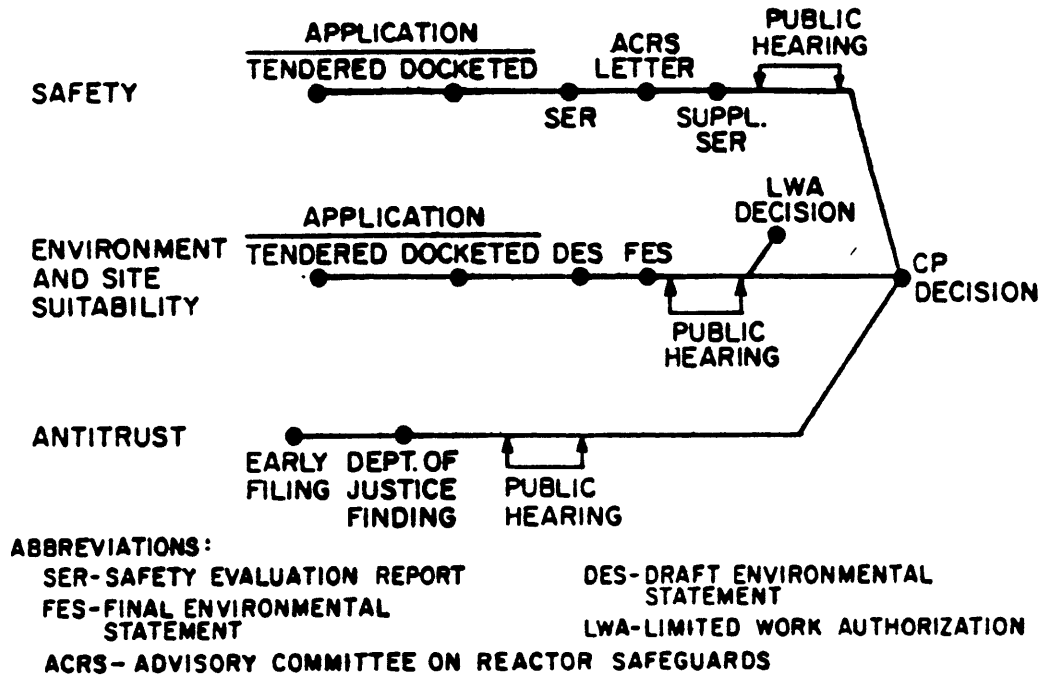 APPLICATION
TENDERED DOCKETED
ACRS
LETTER
PUBLIC
HEARING
SAFETY
SER
SUPPL.
SER
LWA
DECISION
APPLICATION
TENDERED DOCKETED DES FES
ENVIRONMENT
AND SITE
SUITABILITY
PUBLIC
HEARING
CP
DECISION
ANTITRUST
EARLY
FILING
DEPT. OF
JUSTICE
FINDING
PUBLIC
HEARING
ABBREVIATIONS:
SER-SAFETY EVALUATION REPORT
FES-FINAL ENVIRONMENTAL
STATEMENT
DES-DRAFT ENVIRONMENTAL
STATEMENT
LWA-LIMITED WORK AUTHORIZATION
ACRS-ADVISORY COMMITTEE ON REACTOR SAFEGUARDS